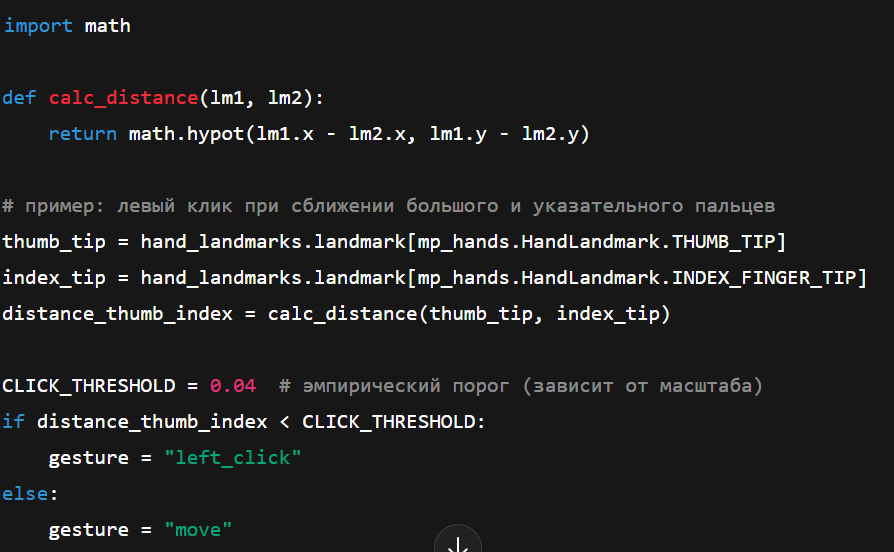 import math
def calc_distance(lm1, lm2):
    return math.hypot(lm1.x - lm2.x, lm1.y - lm2.y)
# пример: левый клик при сближении большого и указательного пальцев
thumb_tip = hand_landmarks.landmark[mp_hands.HandLandmark.THUMB_TIP]
index_tip = hand_landmarks.landmark[mp_hands.HandLandmark.INDEX_FINGER_TIP]
distance_thumb_index = calc_distance(thumb_tip, index_tip)
CLICK_THRESHOLD = 0.04  # эмпирический порог (зависит от масштаба)
if distance_thumb_index < CLICK_THRESHOLD:
    gesture = "left_click"
else:
    gesture = "move"